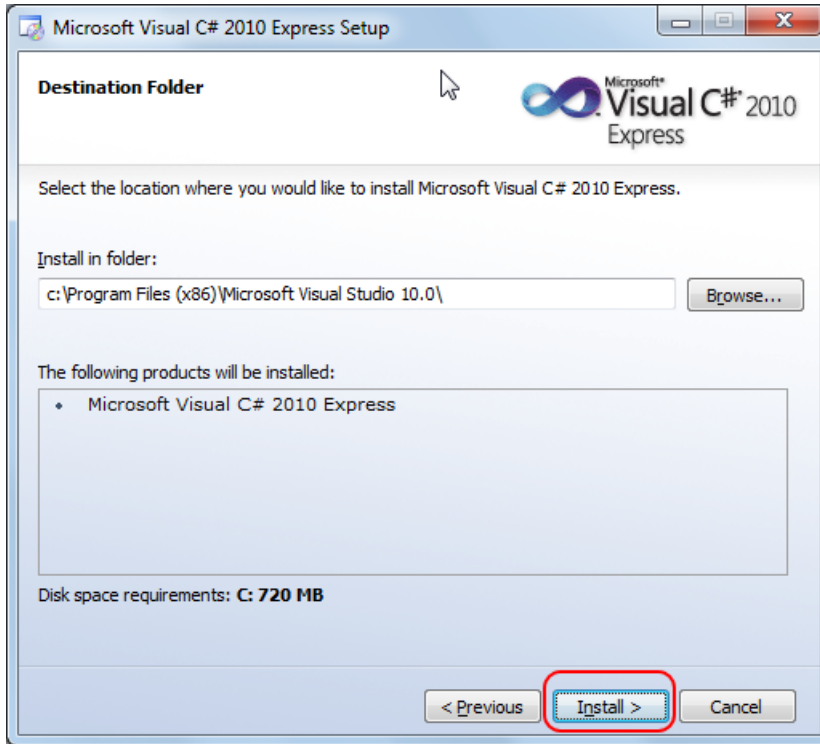 Microsoft Visual C# 2010 Express Setup
Destination Folder
Microsoft®
Visual C#® 2010
Express
Select the location where you would like to install Microsoft Visual C# 2010 Express.
Install in folder:
c:\Program Files (x86)\Microsoft Visual Studio 10.0\
Browse...
The following products will be installed:
• Microsoft Visual C# 2010 Express
Disk space requirements: C: 720 MB
< Previous
Install >
Cancel